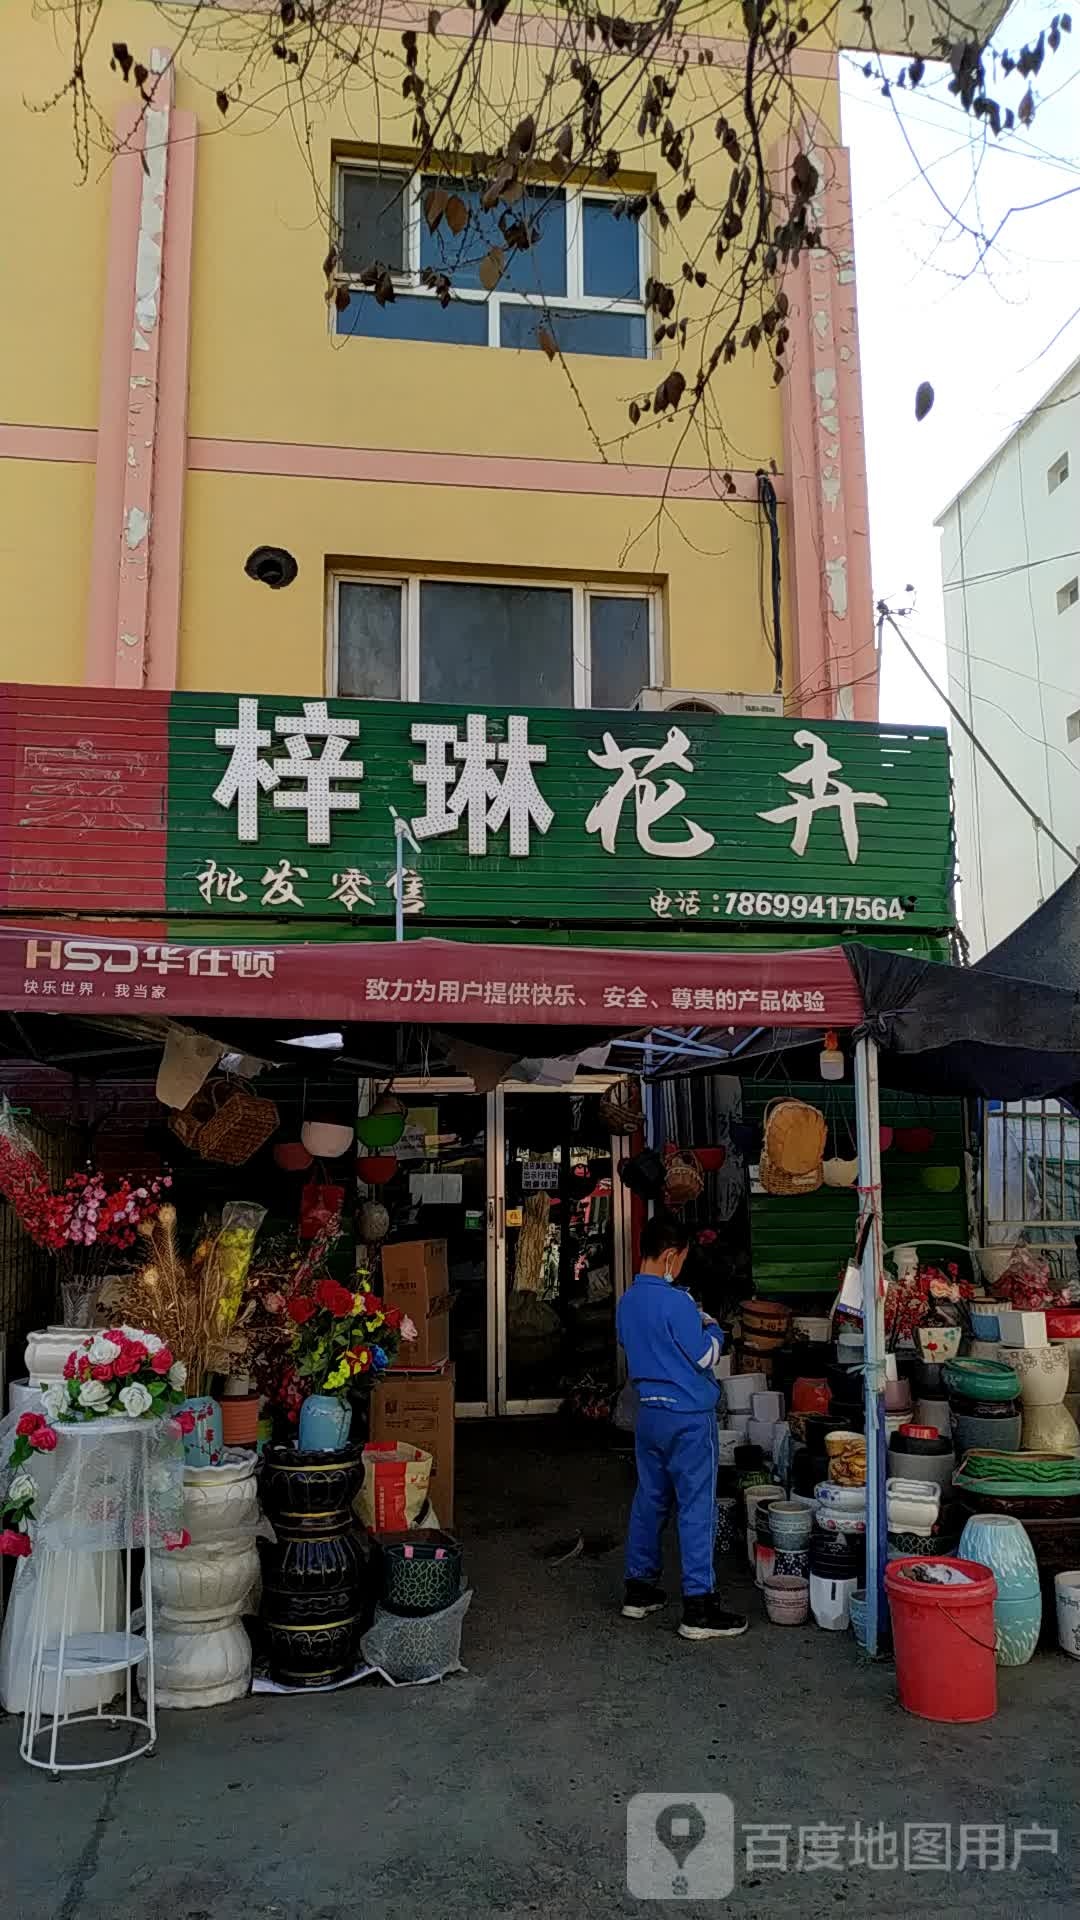 梓琳花卉
批发零售
电话：186999417564
HSD华仕顿
快乐世界，我当家
致力为用户提供快乐、安全、尊贵的产品体验
百度地图用户